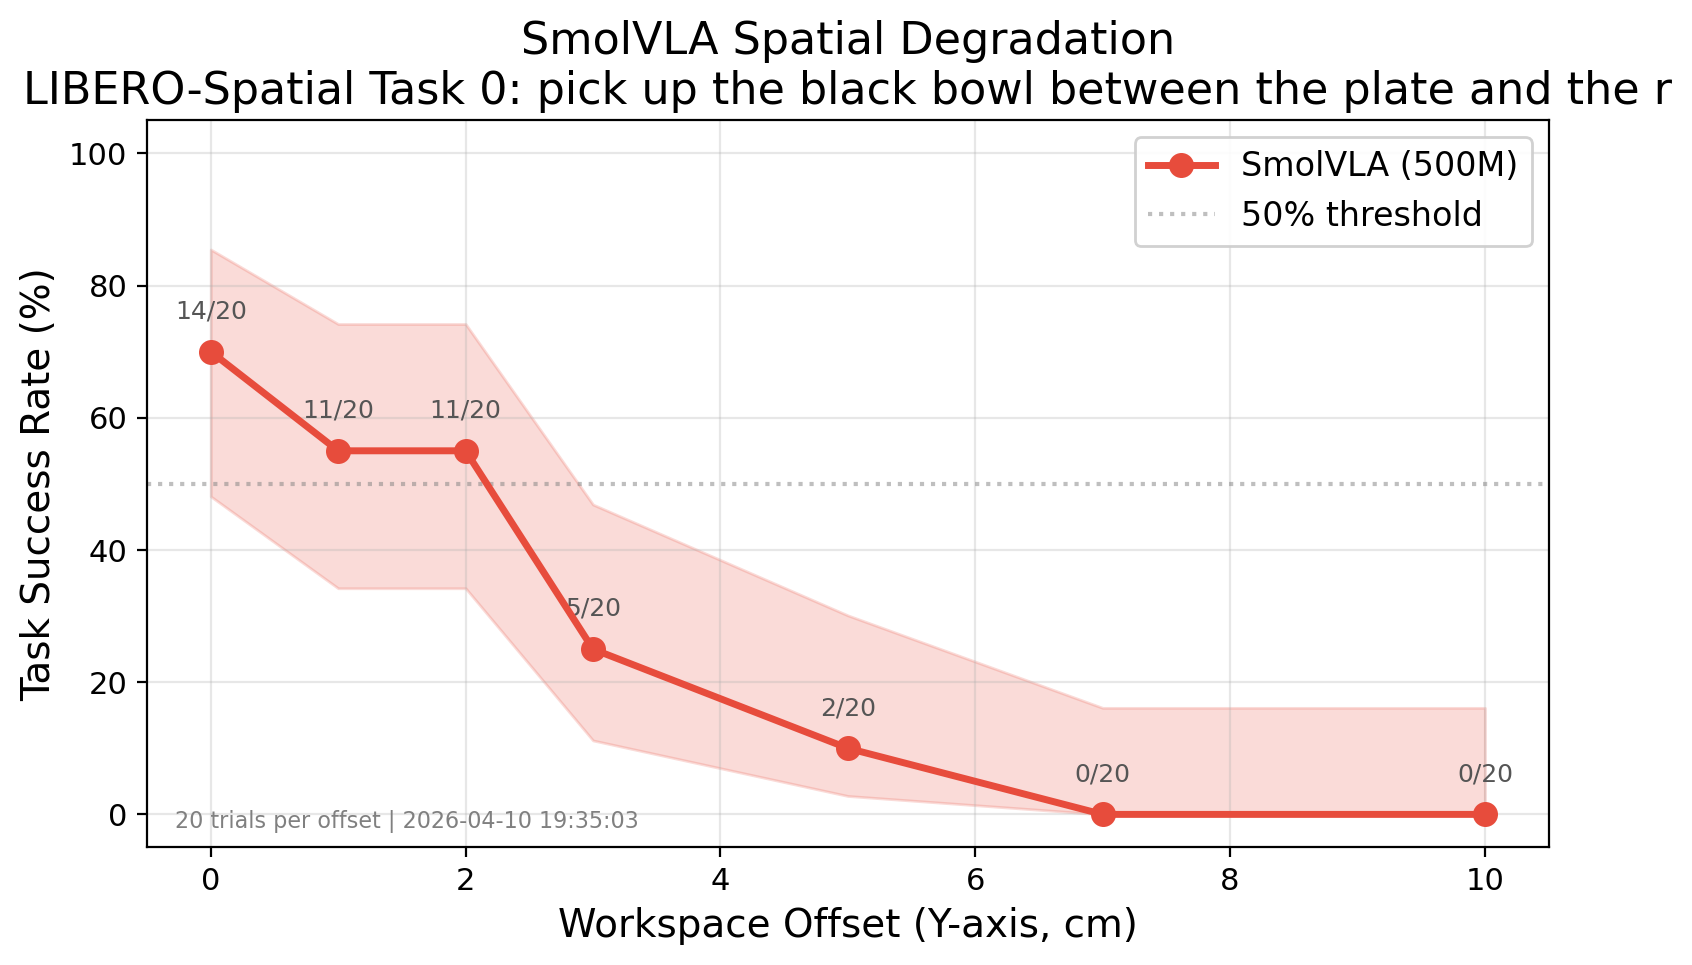 SmolVLA Spatial Degradation
LIBERO-Spatial Task 0: pick up the black bowl between the plate and the r
SmolVLA (500M)
50% threshold
Task Success Rate (%)
100
80
60
40
20
0
14/20
11/20
11/20
5/20
2/20
0/20
0/20
20 trials per offset | 2026-04-10 19:35:03
0
2
4
6
8
10
Workspace Offset (Y-axis, cm)